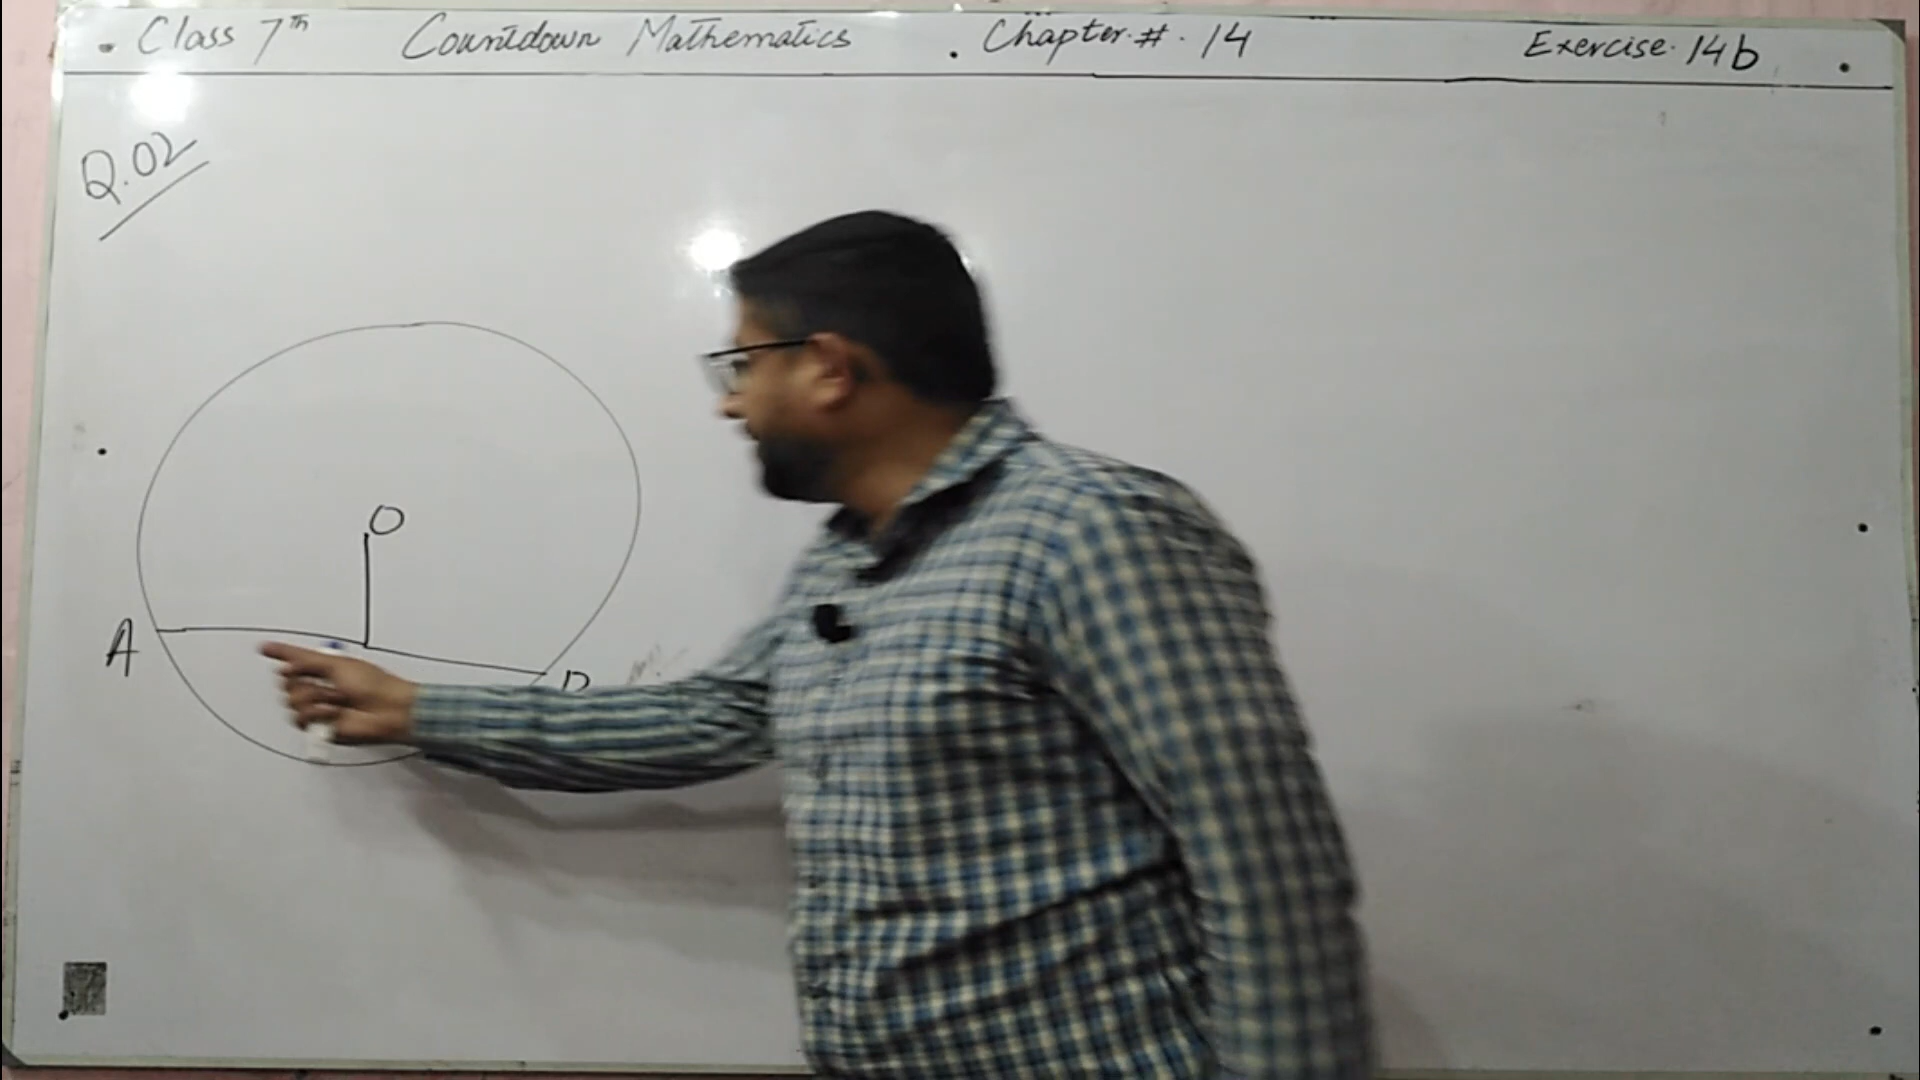 . Class 7th Countdown Mathematics . Chapter # . 14 Exercise. 14b .
Q.02
O
A